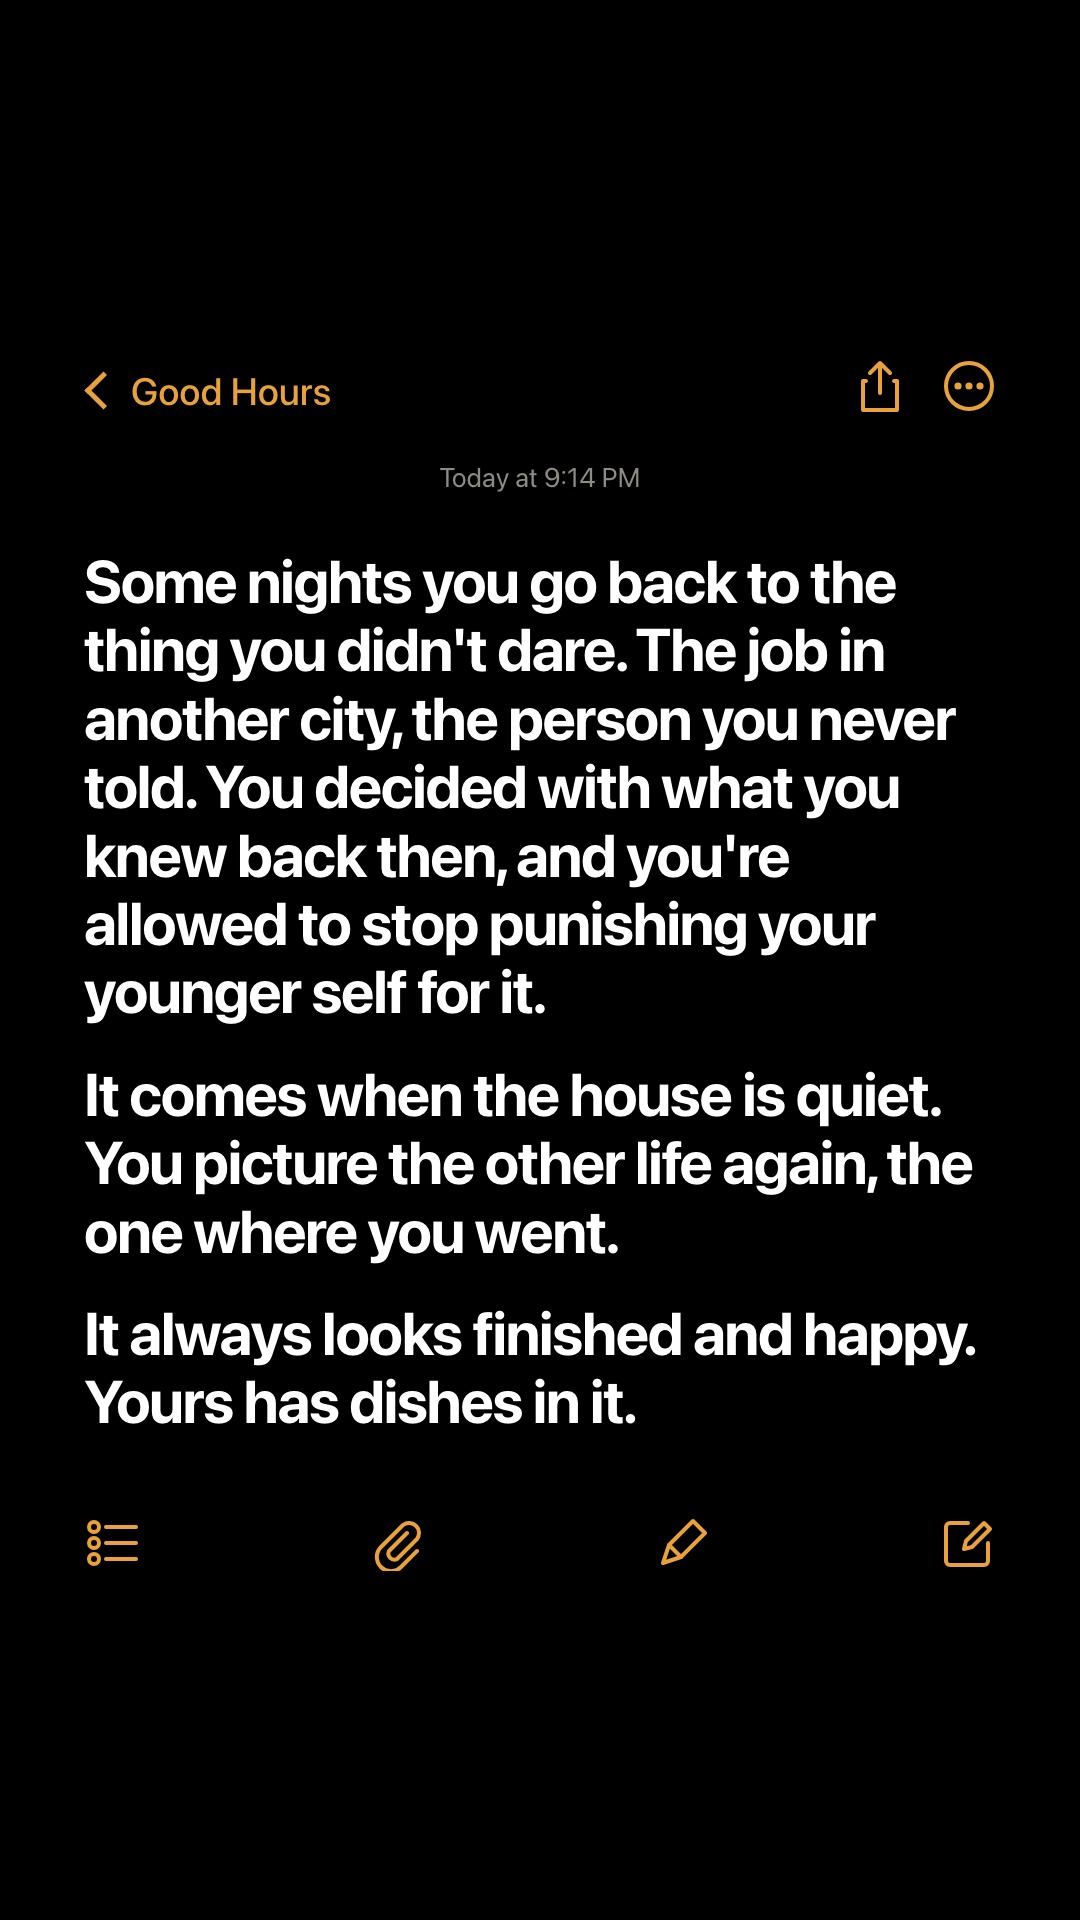 Good Hours
Today at 9:14 PM
Some nights you go back to the
thing you didn't dare. The job in
another city, the person you never
told. You decided with what you
knew back then, and you're
allowed to stop punishing your
younger self for it.
It comes when the house is quiet.
You picture the other life again, the
one where you went.
It always looks finished and happy.
Yours has dishes in it.